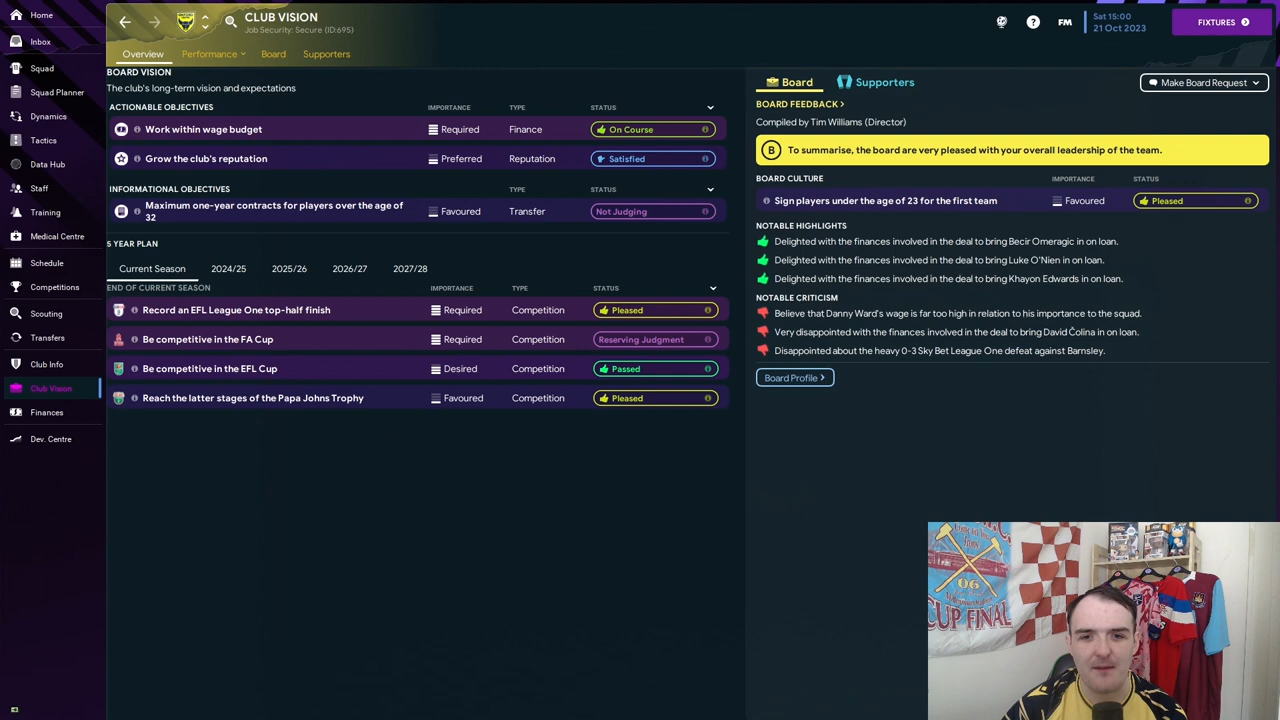 Home
Inbox
Squad
Squad Planner
Dynamics
Tactics
Data Hub
Staff
Training
Medical Centre
Schedule
Competitions
Scouting
Transfers
Club Info
Club Vision
Finances
Dev. Centre
CLUB VISION
Job Security: Secure (ID:695)
FM
Sat 15:00
21 Oct 2023
FIXTURES
Overview Performance Board Supporters
BOARD VISION
The club's long-term vision and expectations
ACTIONABLE OBJECTIVES IMPORTANCE TYPE STATUS
Work within wage budget Required Finance On Course
Grow the club's reputation Preferred Reputation Satisfied
INFORMATIONAL OBJECTIVES TYPE STATUS
Maximum one-year contracts for players over the age of
32 Favoured Transfer Not Judging
5 YEAR PLAN
Current Season 2024/25 2025/26 2026/27 2027/28
END OF CURRENT SEASON IMPORTANCE TYPE STATUS
Record an EFL League One top-half finish Required Competition Pleased
Be competitive in the FA Cup Required Competition Reserving Judgment
Be competitive in the EFL Cup Desired Competition Passed
Reach the latter stages of the Papa Johns Trophy Favoured Competition Pleased
Board Supporters Make Board Request
BOARD FEEDBACK >
Compiled by Tim Williams (Director)
B To summarise, the board are very pleased with your overall leadership of the team.
BOARD CULTURE IMPORTANCE STATUS
Sign players under the age of 23 for the first team Favoured Pleased
NOTABLE HIGHLIGHTS
Delighted with the finances involved in the deal to bring Becir Omeragic in on loan.
Delighted with the finances involved in the deal to bring Luke O'Nien in on loan.
Delighted with the finances involved in the deal to bring Khayon Edwards in on loan.
NOTABLE CRITICISM
Believe that Danny Ward's wage is far too high in relation to his importance to the squad.
Very disappointed with the finances involved in the deal to bring David Čolina in on loan.
Disappointed about the heavy 0-3 Sky Bet League One defeat against Barnsley.
Board Profile >
06
CUP FINAL